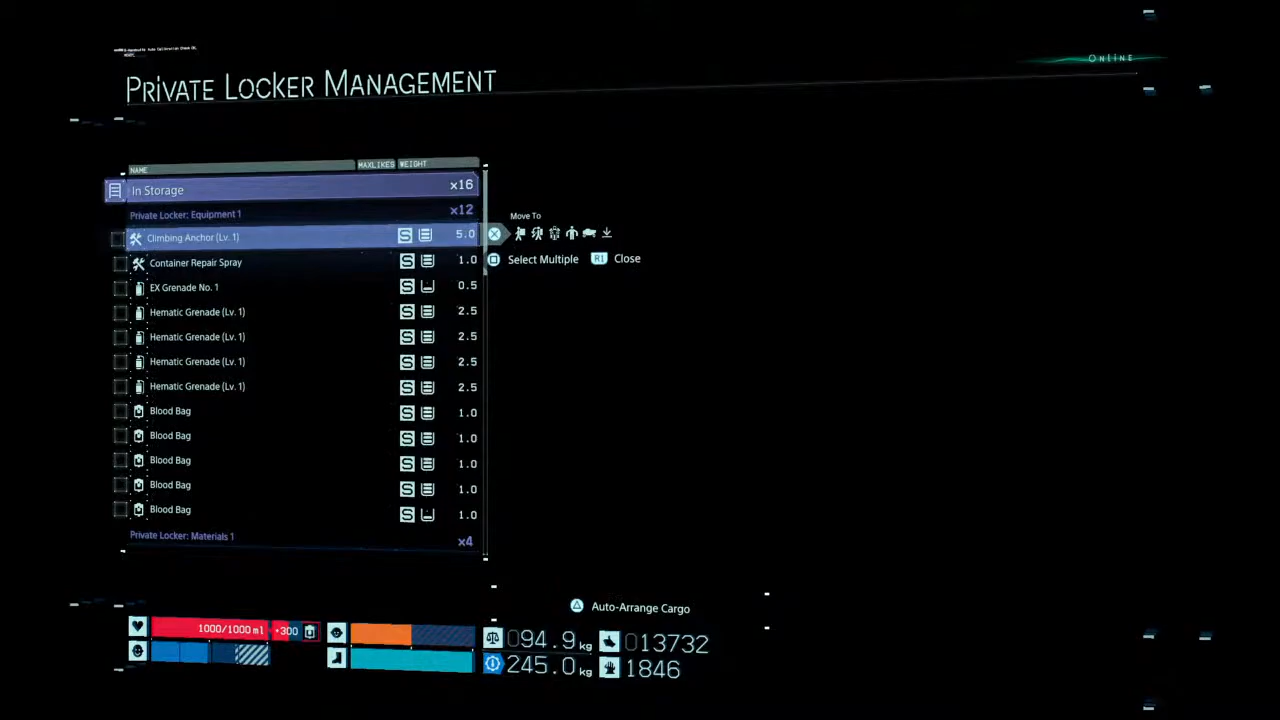 Online
Private Locker Management
NAME MAXLIKES WEIGHT
In Storage x16
Private Locker: Equipment 1 x12
Climbing Anchor (Lv. 1) S 5.0
Container Repair Spray S 1.0
EX Grenade No. 1 S 0.5
Hematic Grenade (Lv. 1) S 2.5
Hematic Grenade (Lv. 1) S 2.5
Hematic Grenade (Lv. 1) S 2.5
Hematic Grenade (Lv. 1) S 2.5
Blood Bag S 1.0
Blood Bag S 1.0
Blood Bag S 1.0
Blood Bag S 1.0
Blood Bag S 1.0
Private Locker: Materials 1 x4
Move To
Select Multiple R1 Close
Auto-Arrange Cargo
1000/1000 ml +300
094.9 kg 013732
245.0 kg 1846